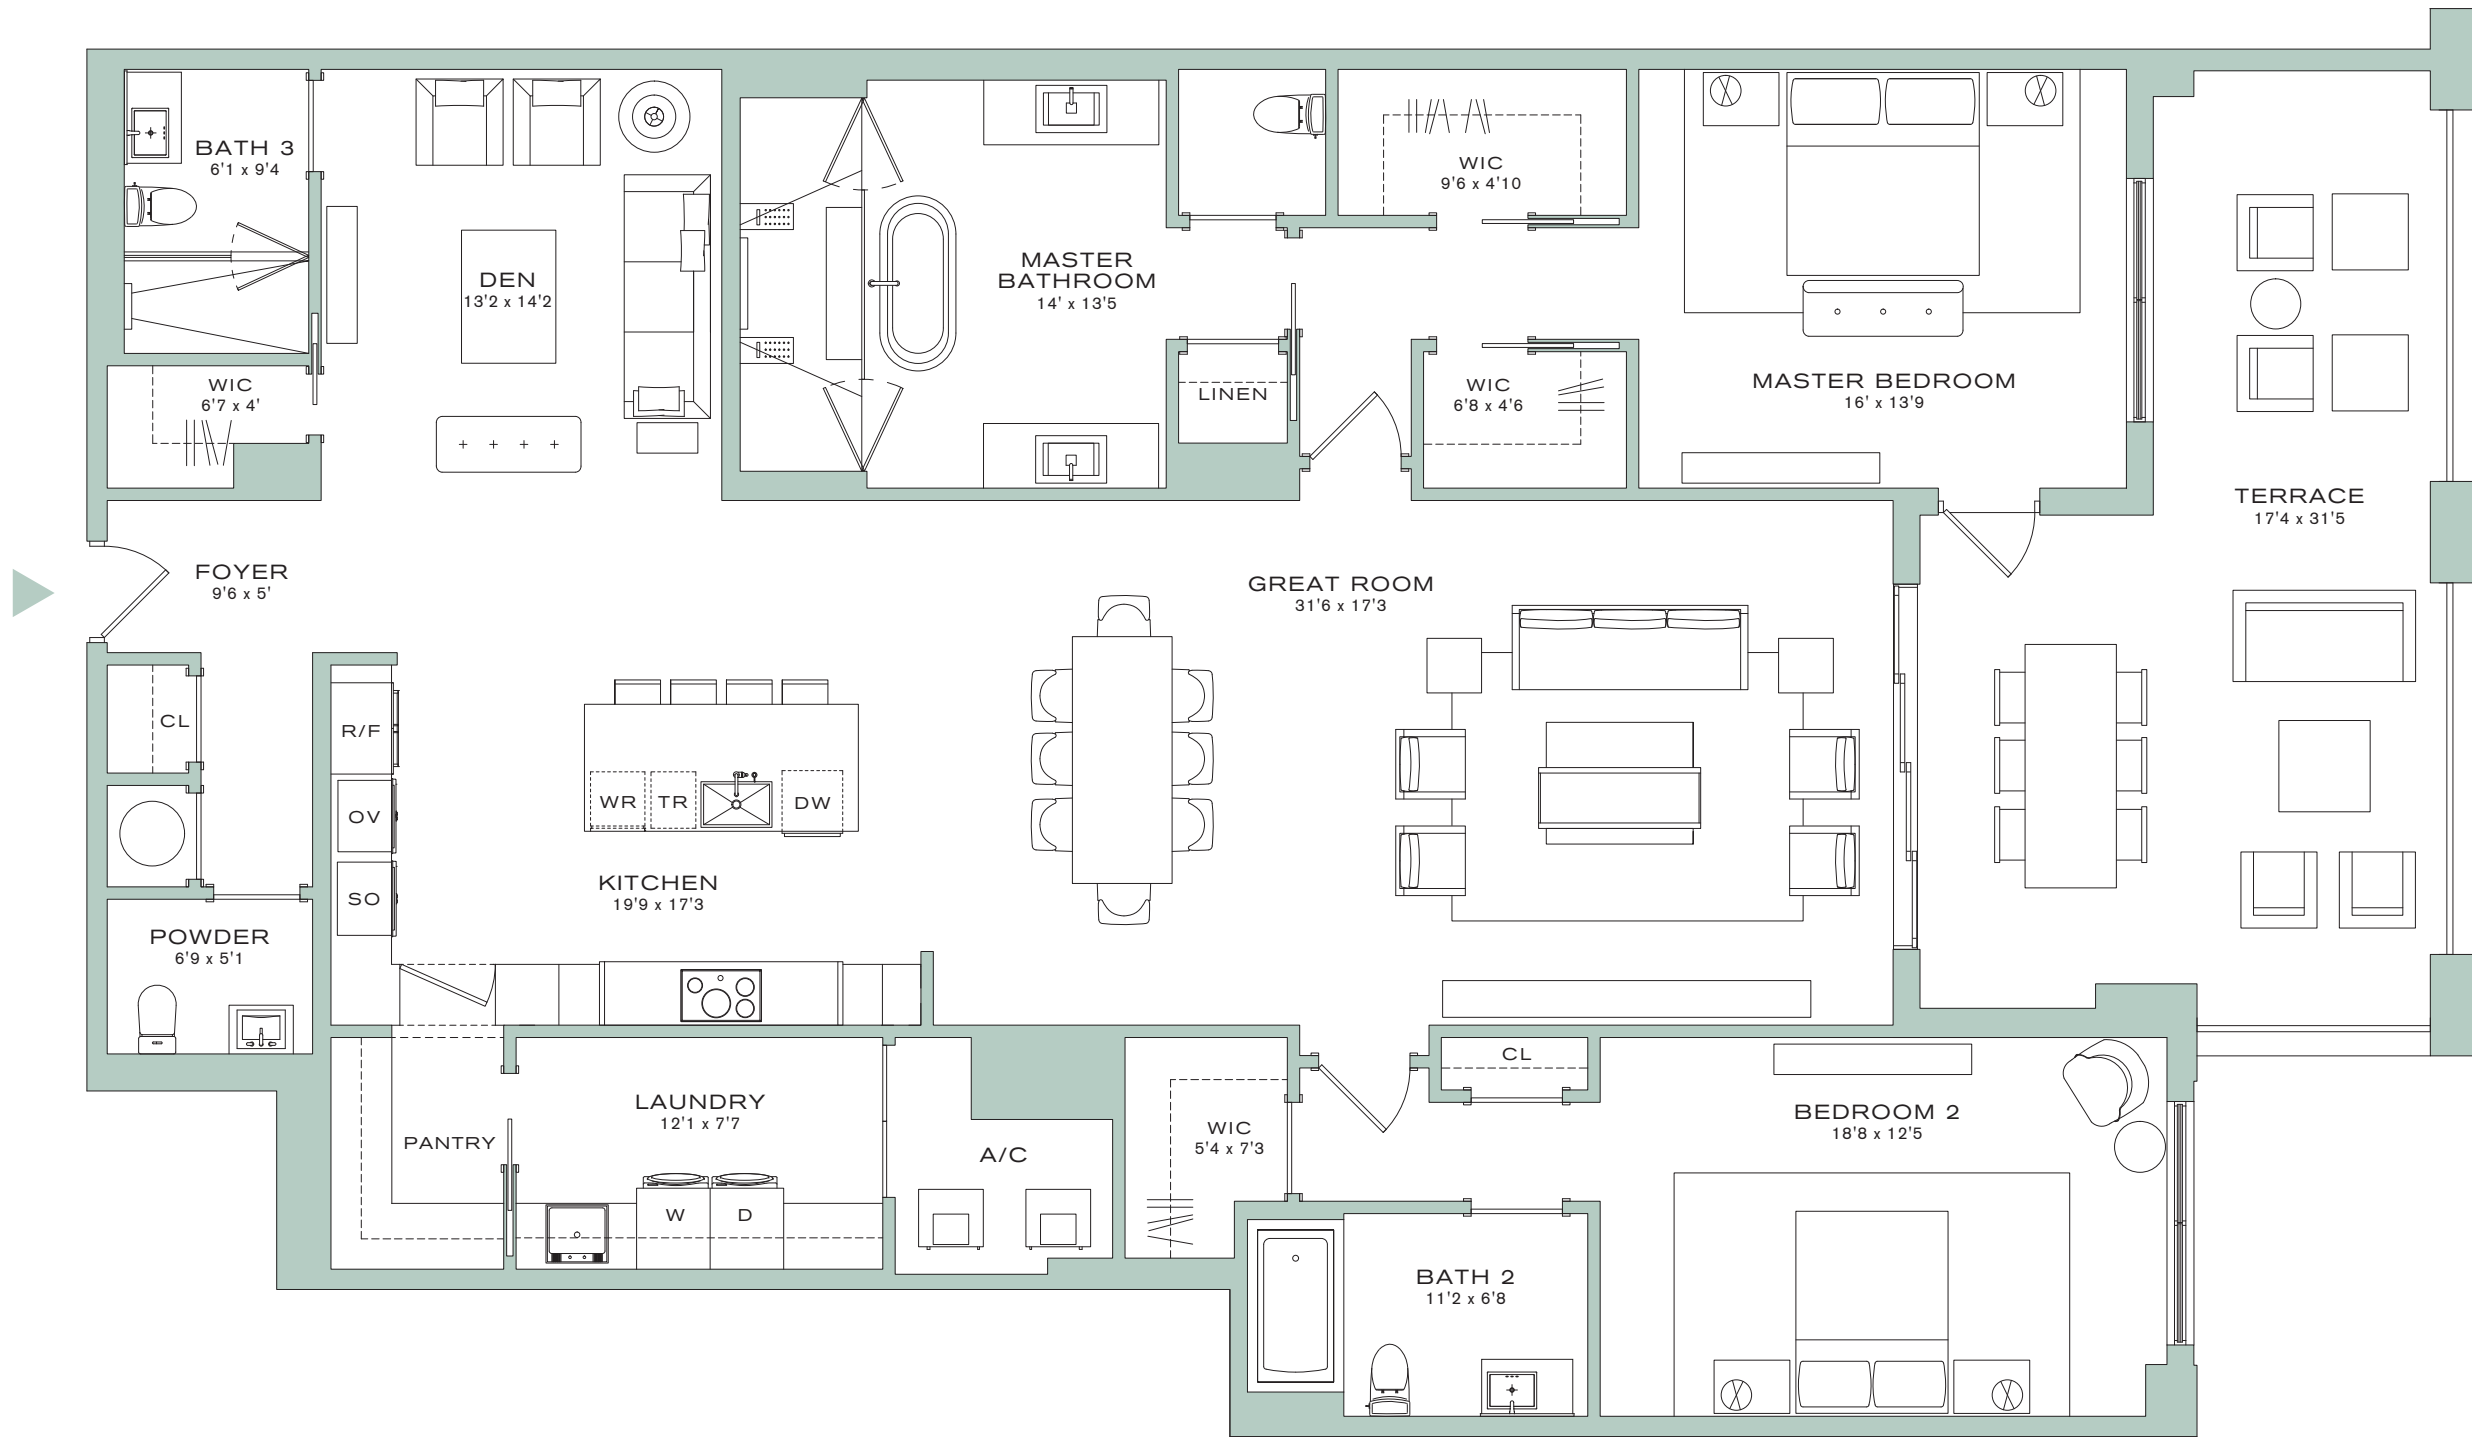 BATH 3
6'1 x 9'4
DEN
13'2 x 14'2
WIC
6'7 x 4'
MASTER
BATHROOM
14' x 13'5
WIC
9'6 x 4'10
LINEN
WIC
6'8 x 4'6
MASTER BEDROOM
16' x 13'9
TERRACE
17'4 x 31'5
FOYER
9'6 x 5'
GREAT ROOM
31'6 x 17'3
CL
R/F
OV
SO
WR
TR
DW
KITCHEN
19'9 x 17'3
POWDER
6'9 x 5'1
LAUNDRY
12'1 x 7'7
PANTRY
W
D
A/C
WIC
5'4 x 7'3
CL
BEDROOM 2
18'8 x 12'5
BATH 2
11'2 x 6'8